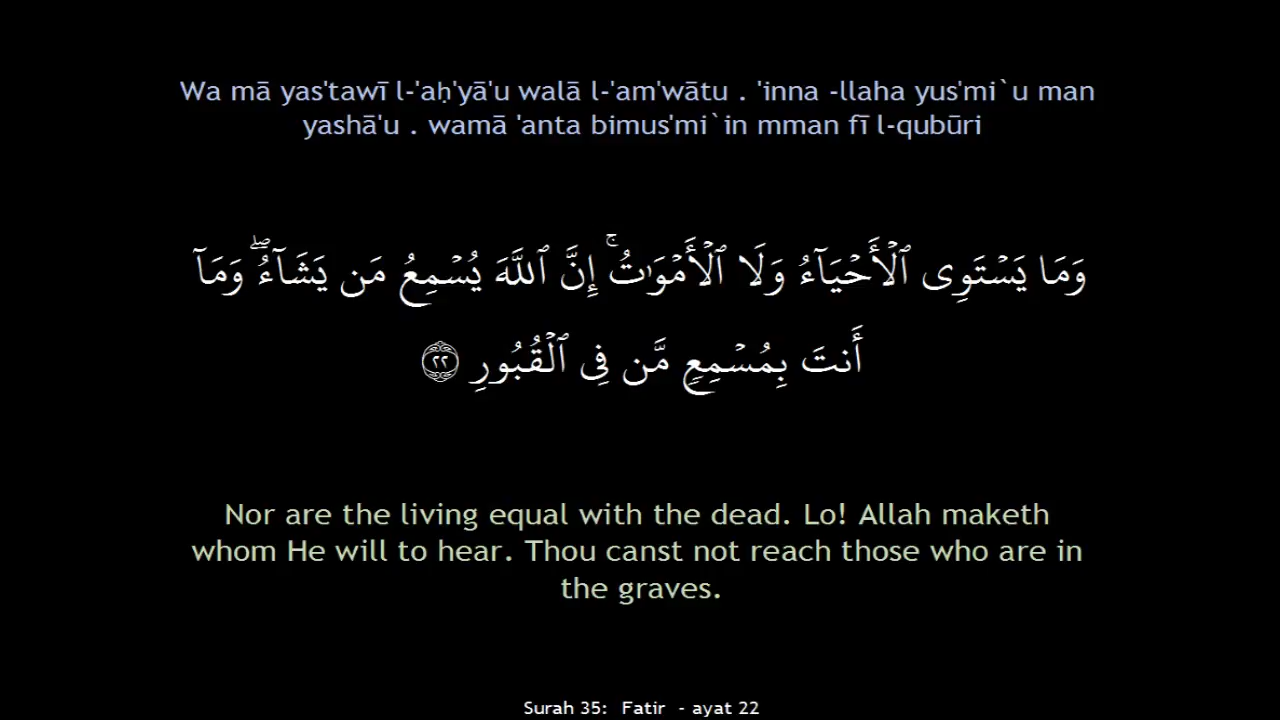 Wa mā yas'tawī l-'aḥ'yā'u walā l-'am'wātu . 'inna -llaha yus'mi`u man
yashā'u . wamā 'anta bimus'mi`in mman fī l-qubūri
وَمَا يَسْتَوِى ٱلْأَحْيَآءُ وَلَا ٱلْأَمْوَٰتُ ۚ إِنَّ ٱللَّهَ يُسْمِعُ مَن يَشَآءُ ۖ وَمَآ
أَنتَ بِمُسْمِعٍ مَّن فِى ٱلْقُبُورِ ٢٢
Nor are the living equal with the dead. Lo! Allah maketh
whom He will to hear. Thou canst not reach those who are in
the graves.
Surah 35: Fatir - ayat 22